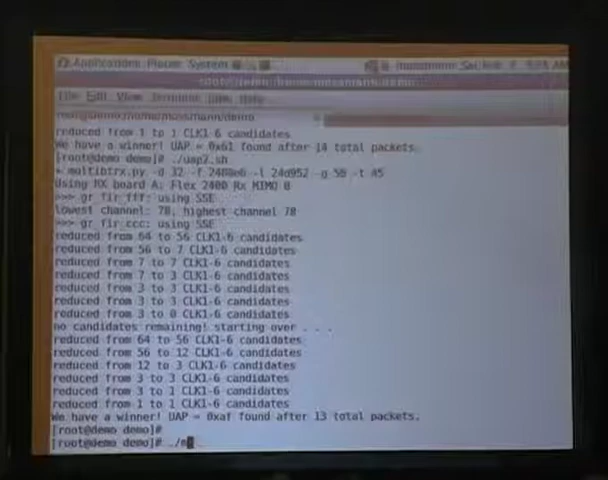 Applications Places System
File Edit View Terminal Tabs Help
reduced from 1 to 1 CLK1-6 candidates
We have a winner! UAP = 0x61 found after 14 total packets.
[root@demo demo]# ./uap2.sh
+ multibtrx.py -d 32 -f 2480e6 -l 24d952 -g 50 -t 45
Using RX board A: Flex 2400 Rx MIMO B
>>> gr_fir_fff: using SSE
lowest channel: 78, highest channel 78
>>> gr_fir_ccc: using SSE
reduced from 64 to 56 CLK1-6 candidates
reduced from 56 to 7 CLK1-6 candidates
reduced from 7 to 7 CLK1-6 candidates
reduced from 7 to 3 CLK1-6 candidates
reduced from 3 to 3 CLK1-6 candidates
reduced from 3 to 3 CLK1-6 candidates
reduced from 3 to 0 CLK1-6 candidates
no candidates remaining! starting over . . .
reduced from 64 to 56 CLK1-6 candidates
reduced from 56 to 12 CLK1-6 candidates
reduced from 12 to 3 CLK1-6 candidates
reduced from 3 to 3 CLK1-6 candidates
reduced from 3 to 1 CLK1-6 candidates
reduced from 1 to 1 CLK1-6 candidates
We have a winner! UAP = 0xaf found after 13 total packets.
[root@demo demo]#
[root@demo demo]# ./m